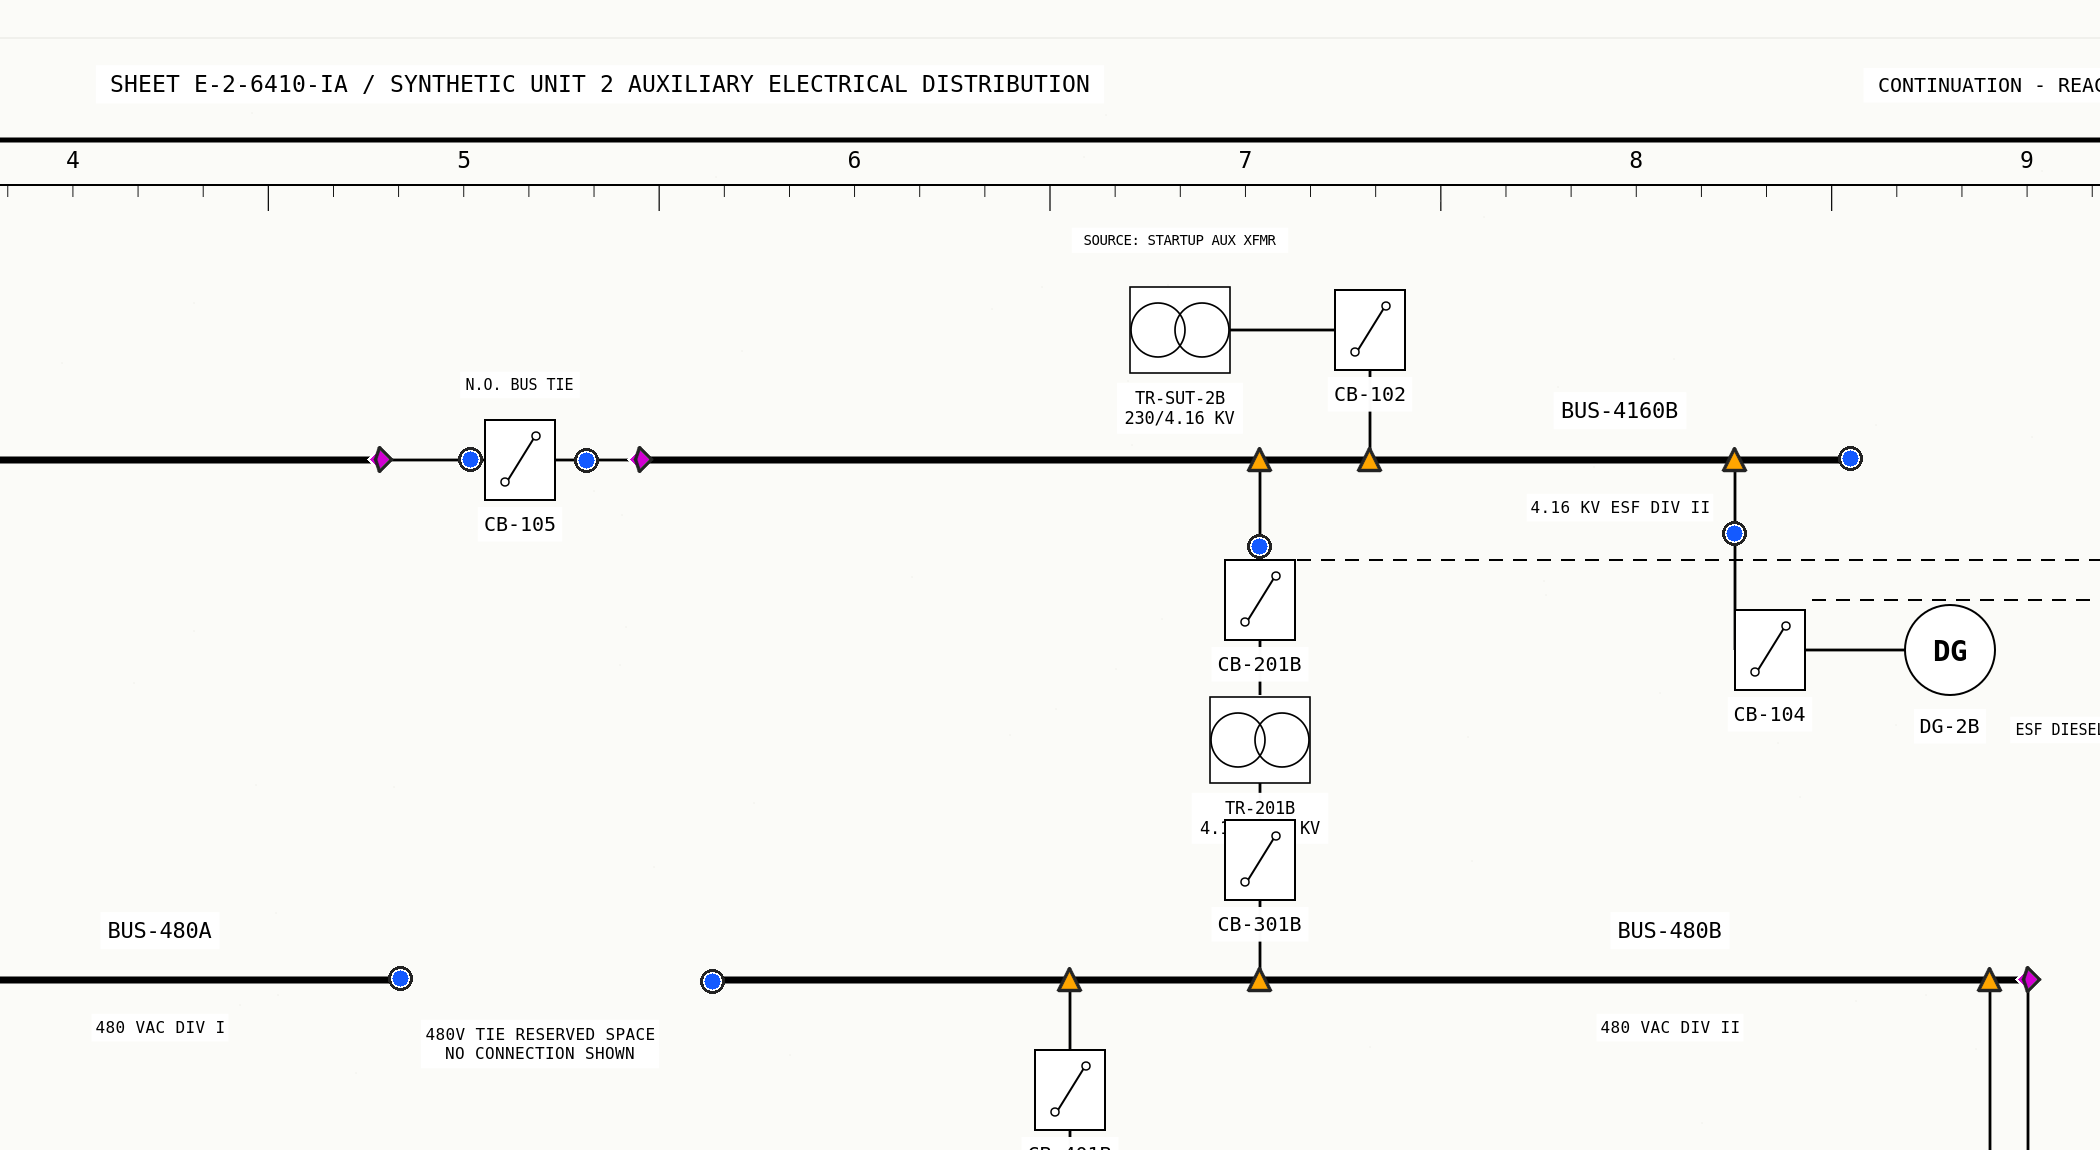 SHEET E-2-6410-IA / SYNTHETIC UNIT 2 AUXILIARY ELECTRICAL DISTRIBUTION
CONTINUATION -
4 5 6 7 8 9
SOURCE: STARTUP AUX XFMR
N.O. BUS TIE
TR-SUT-2B
230/4.16 KV
CB-102
BUS-4160B
CB-105
4.16 KV ESF DIV II
CB-201B
DG
CB-104
DG-2B
ESF
TR-201B
KV
CB-301B
BUS-480A
BUS-480B
480 VAC DIV I
480V TIE RESERVED SPACE
NO CONNECTION SHOWN
480 VAC DIV II